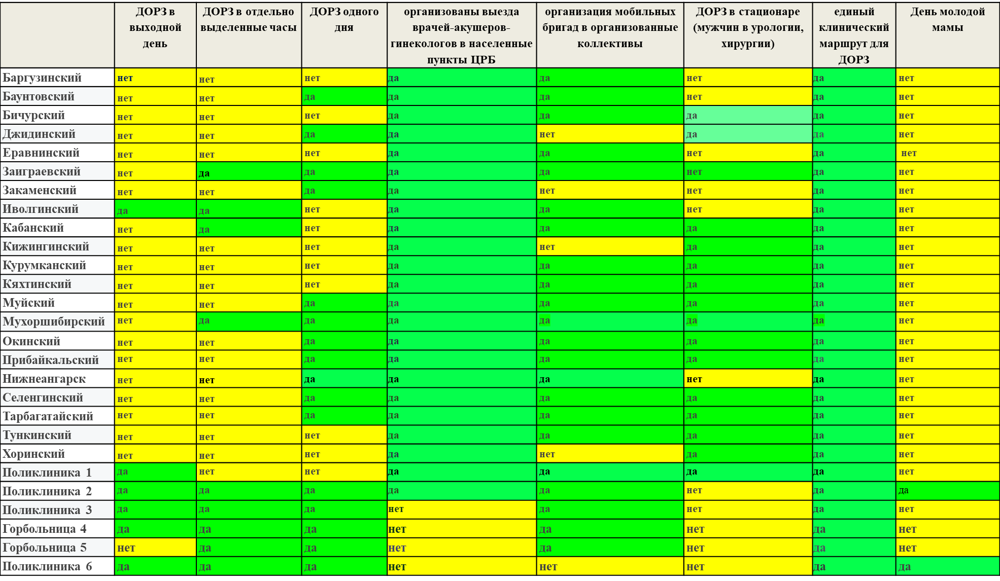 ДОРЗ в выходной день | ДОРЗ в отдельно выделенные часы | ДОРЗ одного дня | организованы выезда врачей-акушеров-гинекологов в населенные пункты ЦРБ | организация мобильных бригад в организованные коллективы | ДОРЗ в стационаре (мужчин в урологии, хирургии) | единый клинический маршрут для ДОРЗ | День молодой мамы
Баргузинский | нет | нет | нет | да | да | нет | да | нет
Баунтовский | нет | нет | да | да | да | нет | да | нет
Бичурский | нет | нет | нет | да | да | да | да | нет
Джидинский | нет | нет | да | да | нет | да | да | нет
Еравнинский | нет | нет | нет | да | да | нет | да | нет
Заиграевский | нет | да | да | да | да | нет | да | нет
Закаменский | нет | нет | да | да | нет | нет | да | нет
Иволгинский | да | да | нет | да | да | нет | да | нет
Кабанский | нет | да | нет | да | да | да | да | нет
Кижингинский | нет | нет | нет | да | нет | да | да | нет
Курумканский | нет | нет | нет | да | да | да | да | нет
Кяхтинский | нет | нет | нет | да | да | да | да | нет
Муйский | нет | нет | да | да | да | да | да | нет
Мухоршибирский | нет | да | да | да | да | да | да | нет
Окинский | нет | нет | да | да | да | да | да | нет
Прибайкальский | нет | нет | да | да | да | да | да | нет
Нижнеангарск | нет | нет | да | да | да | нет | да | нет
Селенгинский | нет | нет | да | да | да | да | да | нет
Тарбагатайский | нет | нет | да | да | да | да | да | нет
Тункинский | нет | нет | нет | да | да | да | да | нет
Хоринский | нет | нет | нет | да | нет | да | да | нет
Поликлиника 1 | да | нет | нет | да | да | да | да | нет
Поликлиника 2 | да | да | да | да | да | нет | да | да
Поликлиника 3 | да | да | да | нет | да | нет | да | нет
Горбольница 4 | да | да | да | нет | да | нет | да | нет
Горбольница 5 | нет | да | да | нет | да | нет | да | нет
Поликлиника 6 | да | да | да | нет | нет | нет | да | да